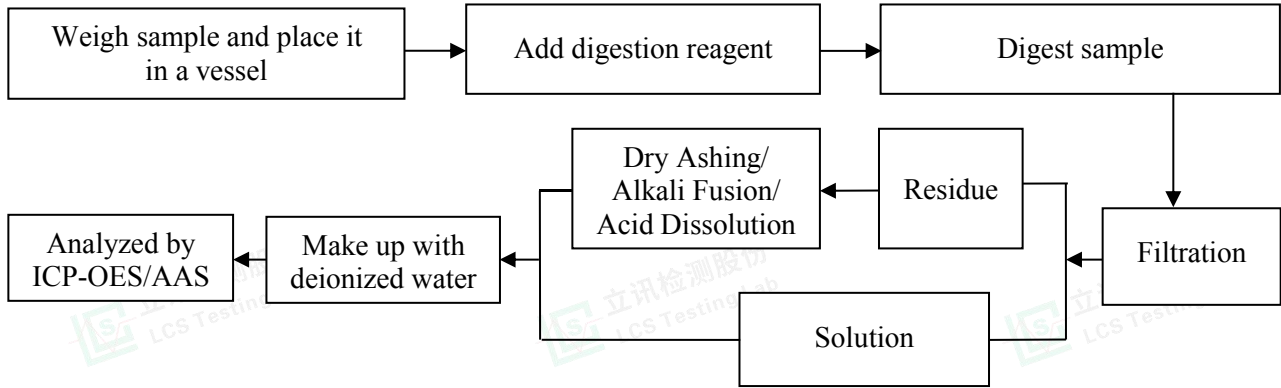 Weigh sample and place it
in a vessel
Add digestion reagent
Digest sample
Dry Ashing/
Alkali Fusion/
Acid Dissolution
Residue
Filtration
Analyzed by
ICP-OES/AAS
Make up with
deionized water
Solution
立讯检测股份
LCS Testing Lab